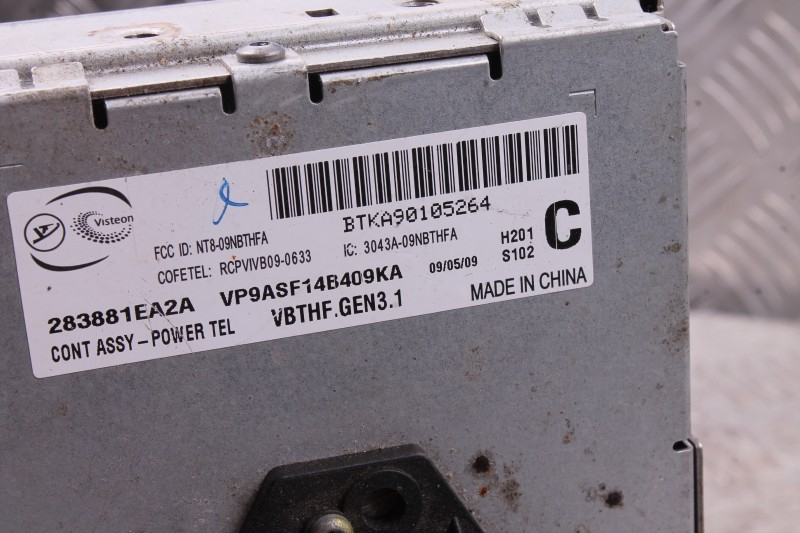 Visteon
BTKA90105264
FCC ID: NT8-09NBTHFA
IC: 3043A-09NBTHFA
COFETEL: RCPVIVB09-0633
H201
S102
C
283881EA2A VP9ASF14B409KA 09/05/09
CONT ASSY-POWER TEL VBTHF.GEN3.1 MADE IN CHINA